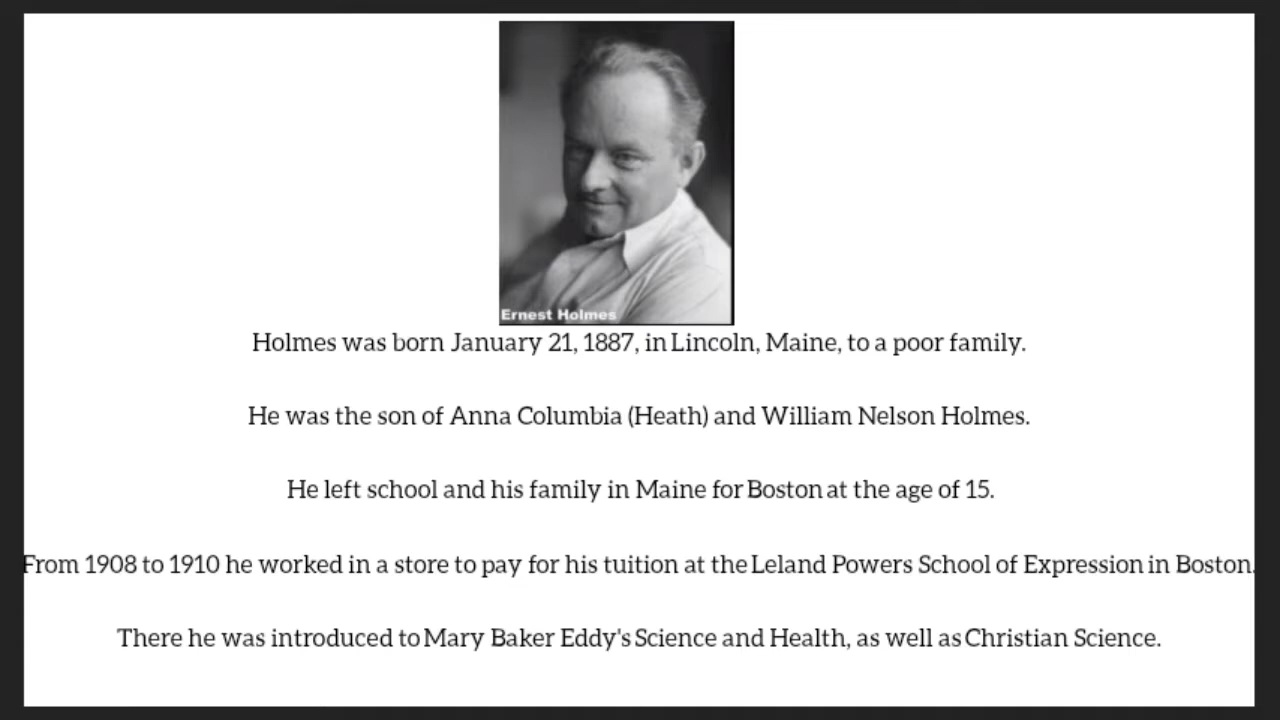 Ernest Holmes
Holmes was born January 21, 1887, in Lincoln, Maine, to a poor family.
He was the son of Anna Columbia (Heath) and William Nelson Holmes.
He left school and his family in Maine for Boston at the age of 15.
From 1908 to 1910 he worked in a store to pay for his tuition at the Leland Powers School of Expression in Boston.
There he was introduced to Mary Baker Eddy's Science and Health, as well as Christian Science.